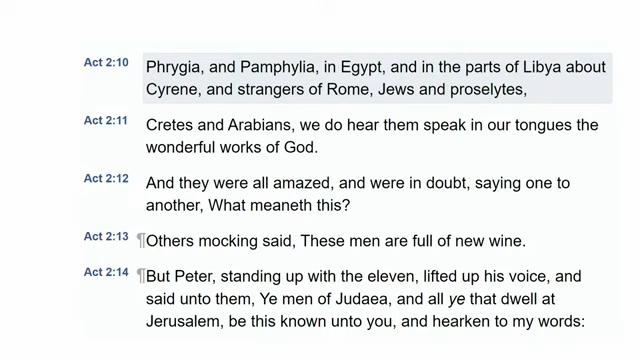 Act 2:10 Phrygia, and Pamphylia, in Egypt, and in the parts of Libya about
Cyrene, and strangers of Rome, Jews and proselytes,
Act 2:11 Cretes and Arabians, we do hear them speak in our tongues the
wonderful works of God.
Act 2:12 And they were all amazed, and were in doubt, saying one to
another, What meaneth this?
Act 2:13 ¶Others mocking said, These men are full of new wine.
Act 2:14 ¶But Peter, standing up with the eleven, lifted up his voice, and
said unto them, Ye men of Judaea, and all ye that dwell at
Jerusalem, be this known unto you, and hearken to my words: